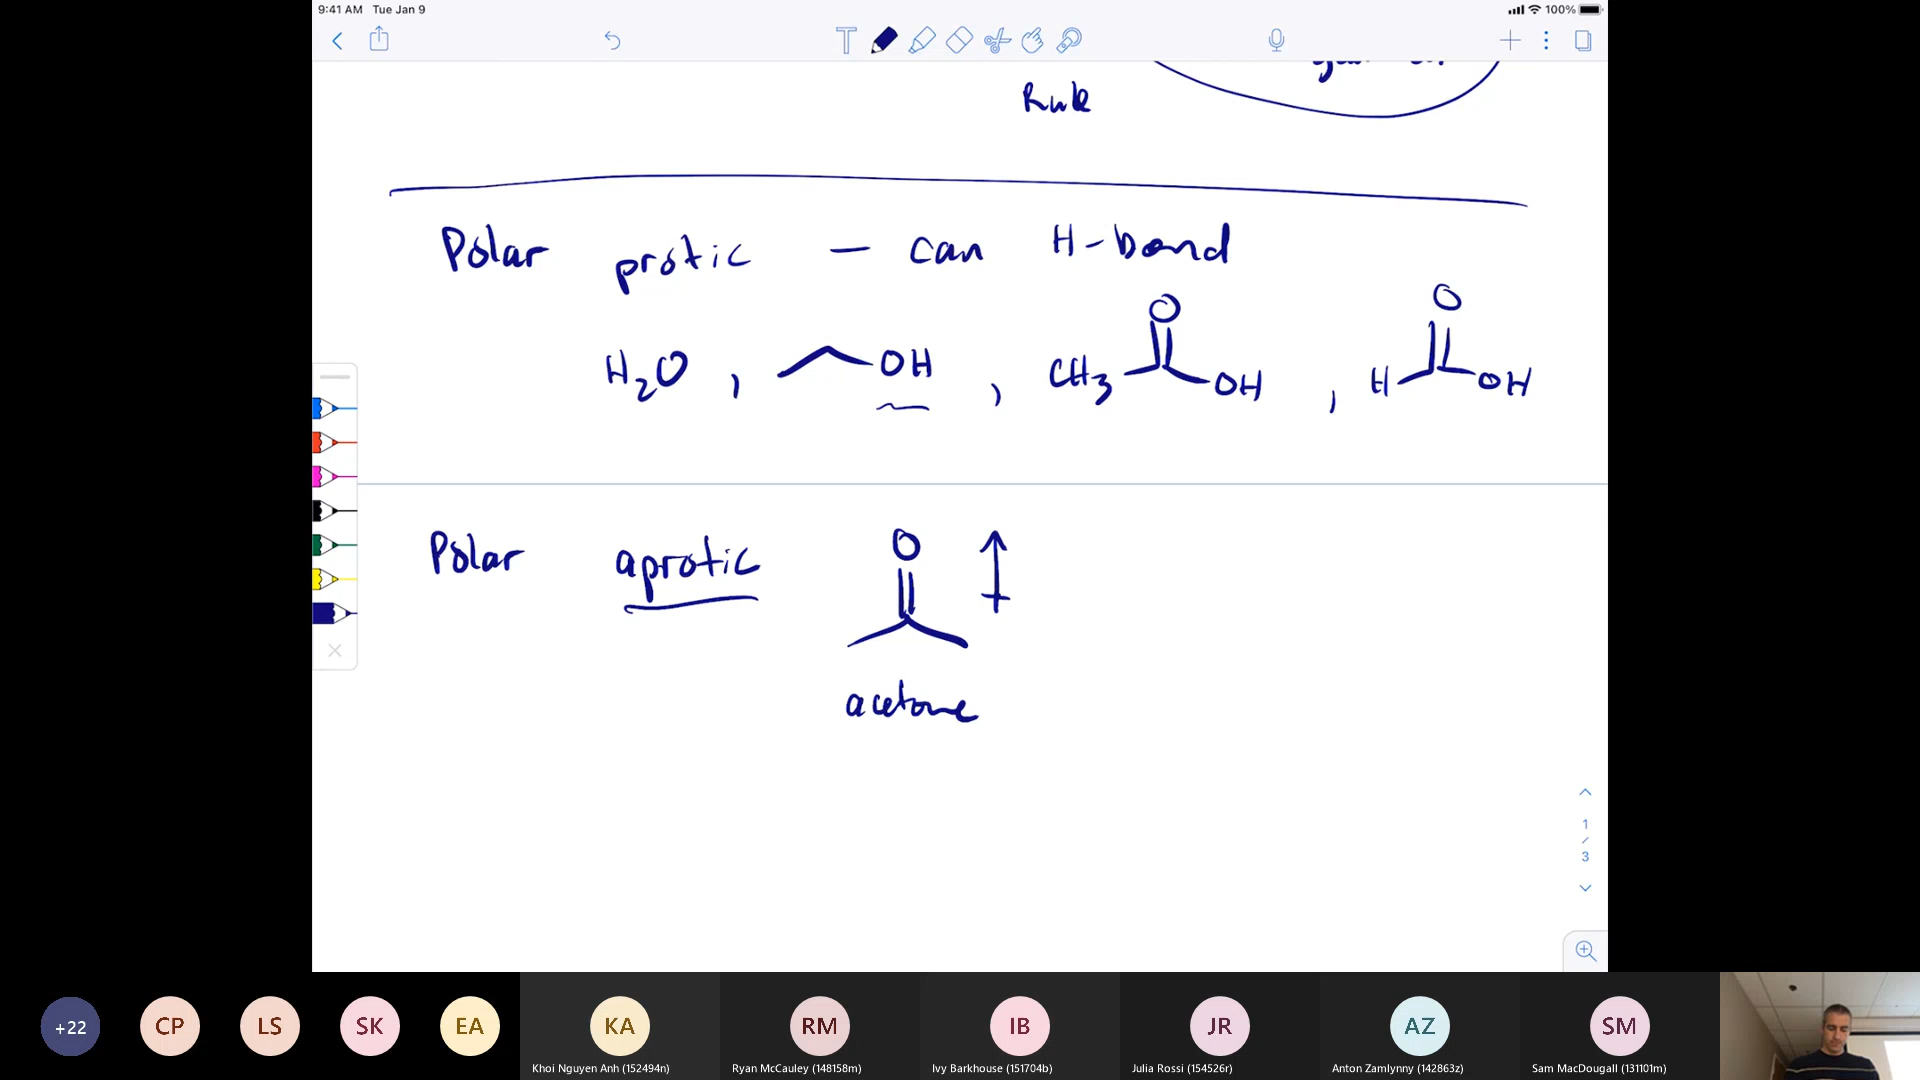 9:41 AM Tue Jan 9
100%
T
Rule
Polar protic — can H-bond
H2O , OH , CH3 O OH , H O OH
Polar aprotic O
acetone
1
/
3
+22 CP LS SK EA KA RM IB JR AZ SM
Khoi Nguyen Anh (152494n) Ryan McCauley (148158m) Ivy Barkhouse (151704b) Julia Rossi (154526r) Anton Zamlynny (142863z) Sam MacDougall (131101m)